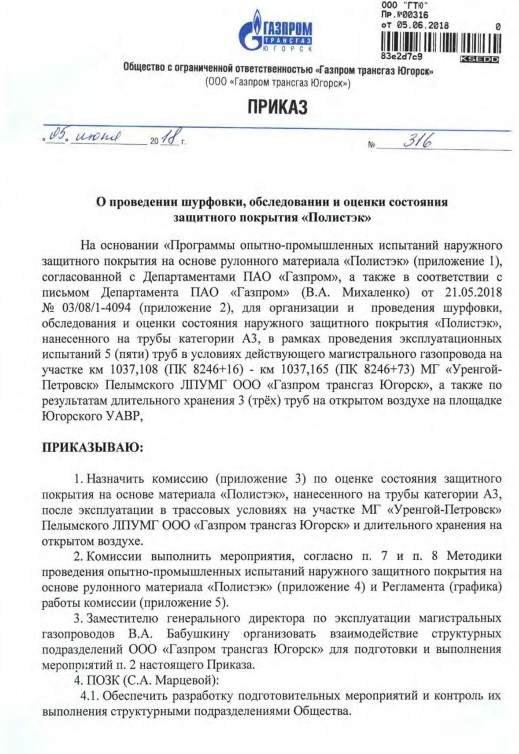 ООО "ГТЮ"
Пр.№00316
от 05.06.2018 0
83e2d7c9 KSEDD
ГАЗПРОМ
ТРАНСГАЗ
ЮГОРСК
Общество с ограниченной ответственностью «Газпром трансгаз Югорск»
(ООО «Газпром трансгаз Югорск»)
ПРИКАЗ
«05» июня 2018 г. № 316
О проведении шурфовки, обследовании и оценки состояния
защитного покрытия «Полистэк»
На основании «Программы опытно-промышленных испытаний наружного
защитного покрытия на основе рулонного материала «Полистэк» (приложение 1),
согласованной с Департаментами ПАО «Газпром», а также в соответствии с
письмом Департамента ПАО «Газпром» (В.А. Михаленко) от 21.05.2018
№ 03/08/1-4094 (приложение 2), для организации и проведения шурфовки,
обследования и оценки состояния наружного защитного покрытия «Полистэк»,
нанесенного на трубы категории А3, в рамках проведения эксплуатационных
испытаний 5 (пяти) труб в условиях действующего магистрального газопровода на
участке км 1037,108 (ПК 8246+16) - км 1037,165 (ПК 8246+73) МГ «Уренгой-
Петровск» Пелымского ЛПУМГ ООО «Газпром трансгаз Югорск», а также по
результатам длительного хранения 3 (трёх) труб на открытом воздухе на площадке
Югорского УАВР,
ПРИКАЗЫВАЮ:
1. Назначить комиссию (приложение 3) по оценке состояния защитного
покрытия на основе материала «Полистэк», нанесенного на трубы категории А3,
после эксплуатации в трассовых условиях на участке МГ «Уренгой-Петровск»
Пелымского ЛПУМГ ООО «Газпром трансгаз Югорск» и длительного хранения на
открытом воздухе.
2. Комиссии выполнить мероприятия, согласно п. 7 и п. 8 Методики
проведения опытно-промышленных испытаний наружного защитного покрытия на
основе рулонного материала «Полистэк» (приложение 4) и Регламента (графика)
работы комиссии (приложение 5).
3. Заместителю генерального директора по эксплуатации магистральных
газопроводов В.А. Бабушкину организовать взаимодействие структурных
подразделений ООО «Газпром трансгаз Югорск» для подготовки и выполнения
мероприятий п. 2 настоящего Приказа.
4. ПОЗК (С.А. Марцевой):
4.1. Обеспечить разработку подготовительных мероприятий и контроль их
выполнения структурными подразделениями Общества.